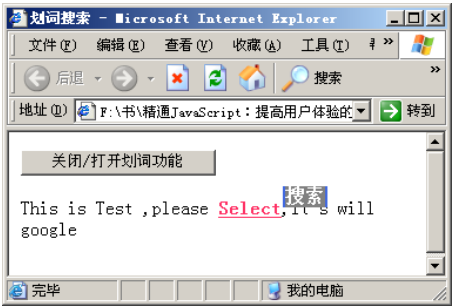 划词搜索 - Microsoft Internet Explorer
文件(F) 编辑(E) 查看(V) 收藏(A) 工具(T) »
后退 搜索 »
地址(D) F:\书\精通JavaScript：提高用户体验的 转到
关闭/打开划词功能
搜索
This is Test ,please Select,it's will
google
完毕 我的电脑